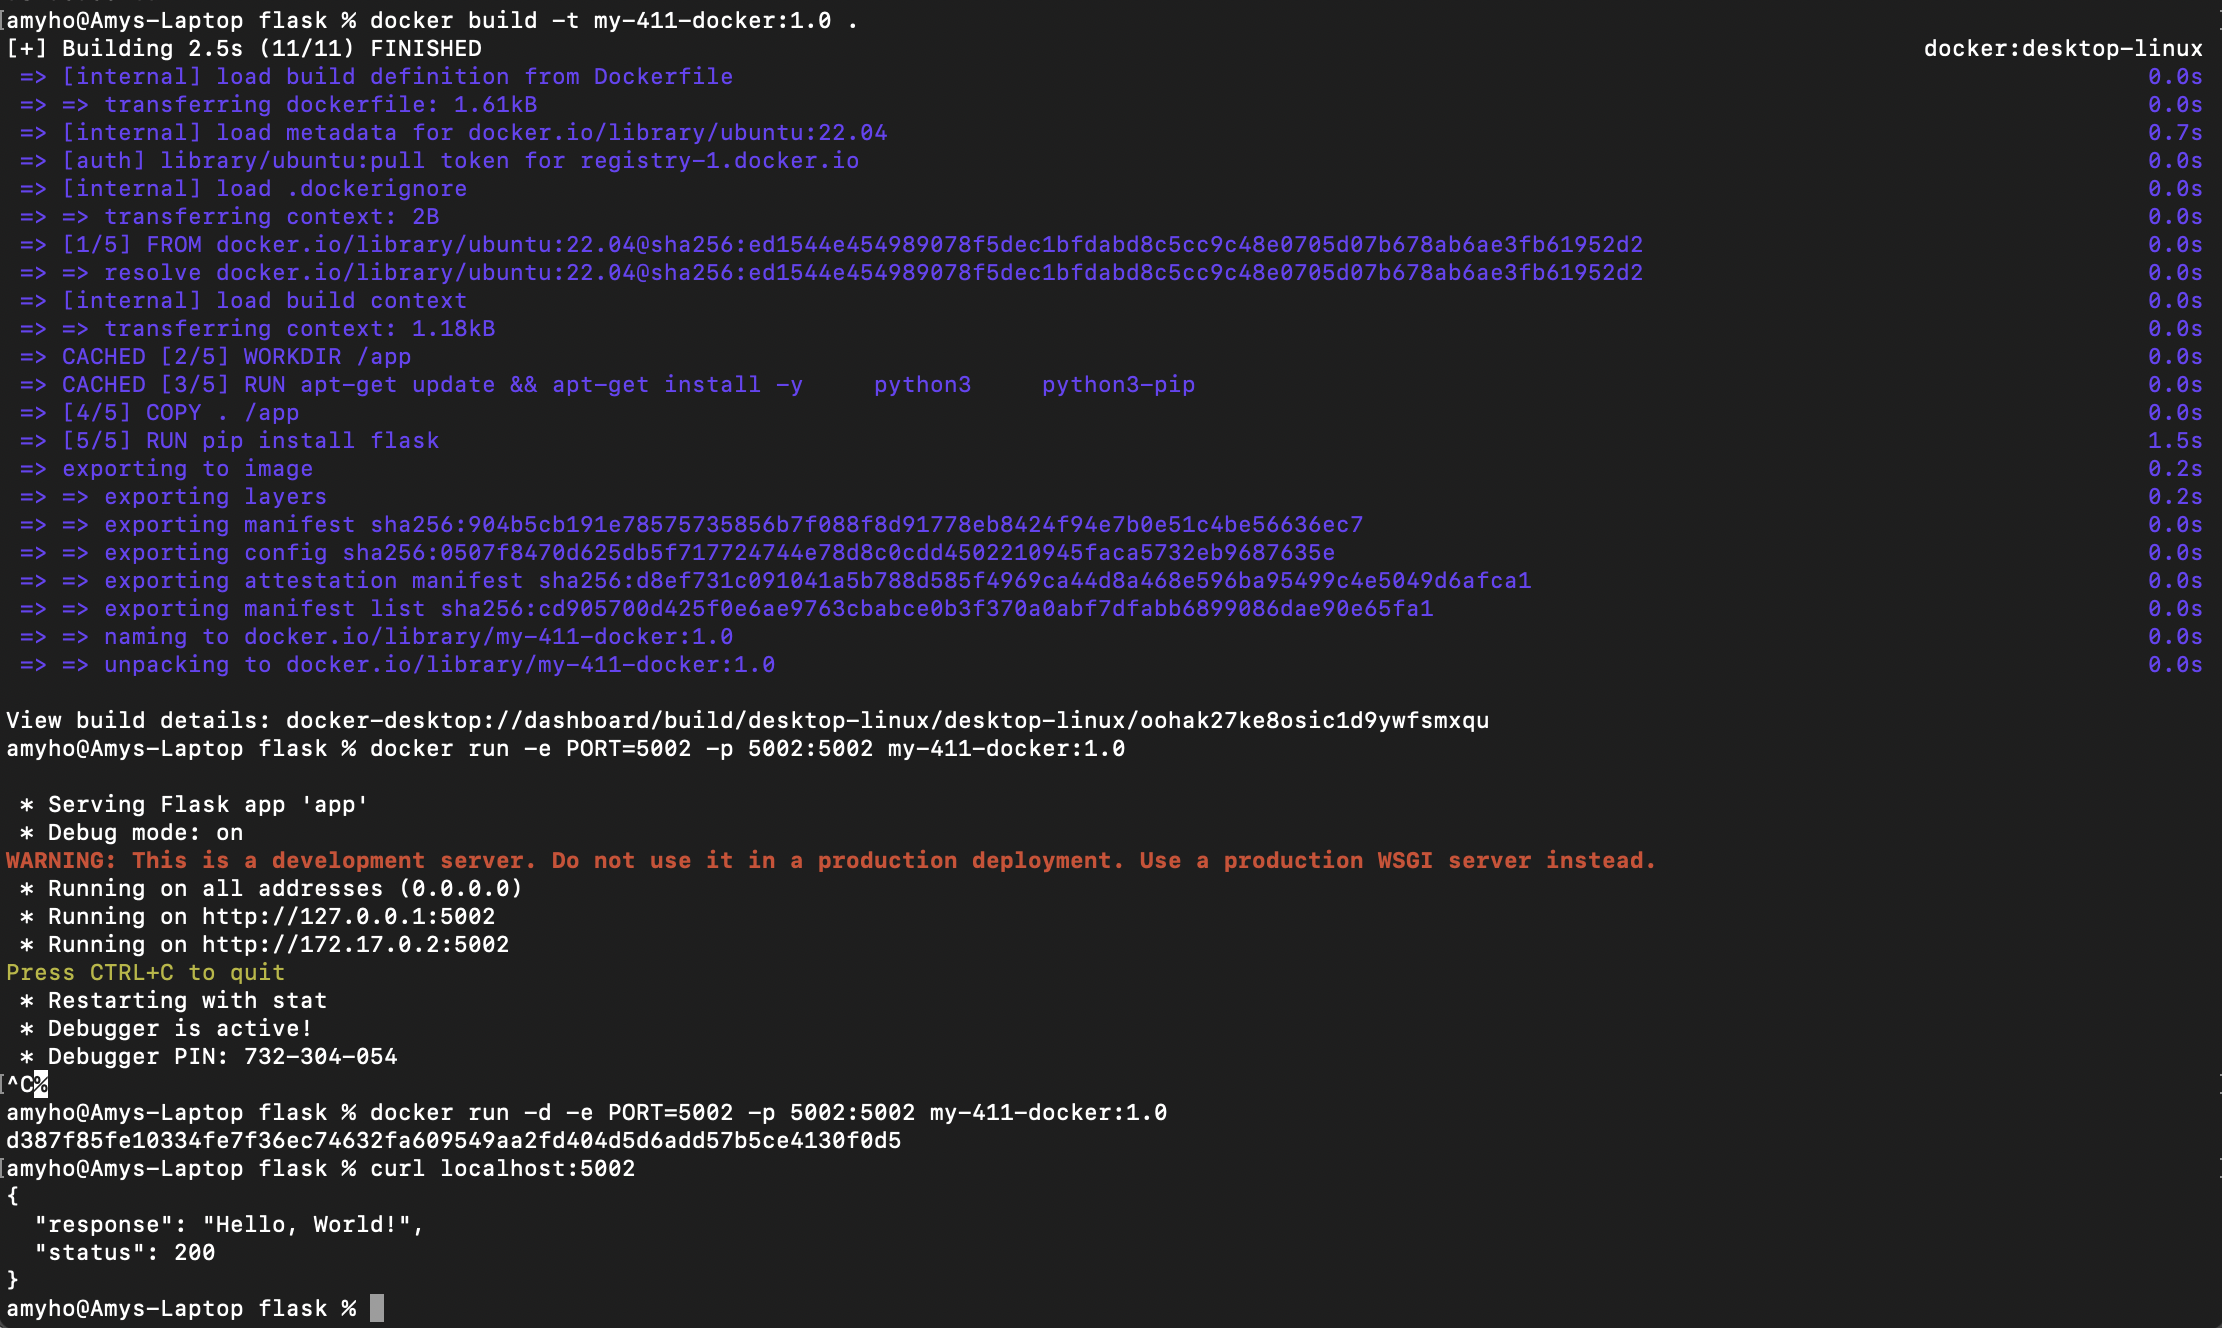 amyho@Amys-Laptop flask % docker build -t my-411-docker:1.0 .
[+] Building 2.5s (11/11) FINISHED docker:desktop-linux
=> [internal] load build definition from Dockerfile 0.0s
=> => transferring dockerfile: 1.61kB 0.0s
=> [internal] load metadata for docker.io/library/ubuntu:22.04 0.7s
=> [auth] library/ubuntu:pull token for registry-1.docker.io 0.0s
=> [internal] load .dockerignore 0.0s
=> => transferring context: 2B 0.0s
=> [1/5] FROM docker.io/library/ubuntu:22.04@sha256:ed1544e454989078f5dec1bfdabd8c5cc9c48e0705d07b678ab6ae3fb61952d2 0.0s
=> => resolve docker.io/library/ubuntu:22.04@sha256:ed1544e454989078f5dec1bfdabd8c5cc9c48e0705d07b678ab6ae3fb61952d2 0.0s
=> [internal] load build context 0.0s
=> => transferring context: 1.18kB 0.0s
=> CACHED [2/5] WORKDIR /app 0.0s
=> CACHED [3/5] RUN apt-get update && apt-get install -y     python3     python3-pip 0.0s
=> [4/5] COPY . /app 0.0s
=> [5/5] RUN pip install flask 1.5s
=> exporting to image 0.2s
=> => exporting layers 0.2s
=> => exporting manifest sha256:904b5cb191e78575735856b7f088f8d91778eb8424f94e7b0e51c4be56636ec7 0.0s
=> => exporting config sha256:0507f8470d625db5f717724744e78d8c0cdd4502210945faca5732eb9687635e 0.0s
=> => exporting attestation manifest sha256:d8ef731c091041a5b788d585f4969ca44d8a468e596ba95499c4e5049d6afca1 0.0s
=> => exporting manifest list sha256:cd905700d425f0e6ae9763cbabce0b3f370a0abf7dfabb6899086dae90e65fa1 0.0s
=> => naming to docker.io/library/my-411-docker:1.0 0.0s
=> => unpacking to docker.io/library/my-411-docker:1.0 0.0s
View build details: docker-desktop://dashboard/build/desktop-linux/desktop-linux/oohak27ke8osic1d9ywfsmxqu
amyho@Amys-Laptop flask % docker run -e PORT=5002 -p 5002:5002 my-411-docker:1.0
* Serving Flask app 'app'
* Debug mode: on
WARNING: This is a development server. Do not use it in a production deployment. Use a production WSGI server instead.
* Running on all addresses (0.0.0.0)
* Running on http://127.0.0.1:5002
* Running on http://172.17.0.2:5002
Press CTRL+C to quit
* Restarting with stat
* Debugger is active!
* Debugger PIN: 732-304-054
^C%
amyho@Amys-Laptop flask % docker run -d -e PORT=5002 -p 5002:5002 my-411-docker:1.0
d387f85fe10334fe7f36ec74632fa609549aa2fd404d5d6add57b5ce4130f0d5
amyho@Amys-Laptop flask % curl localhost:5002
{
"response": "Hello, World!",
"status": 200
}
amyho@Amys-Laptop flask %